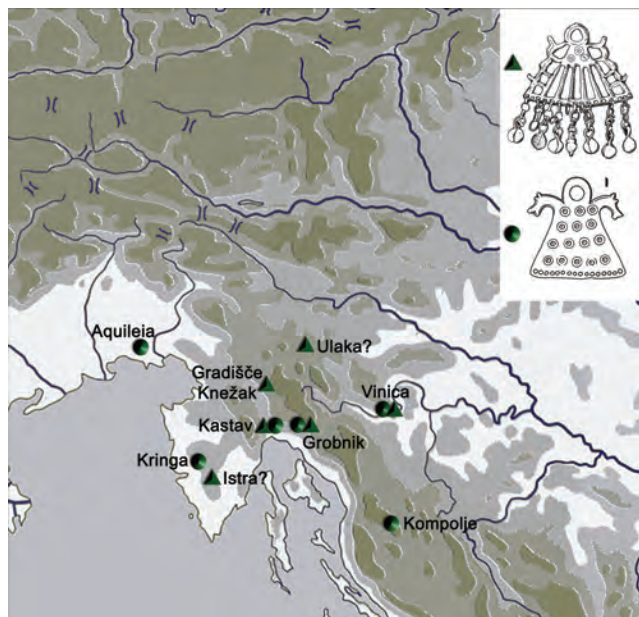 Aquileia
Ulaka?
Gradišče
Knežak
Vinica
Kastav
Grobnik
Kringa
Istra?
Kompolje